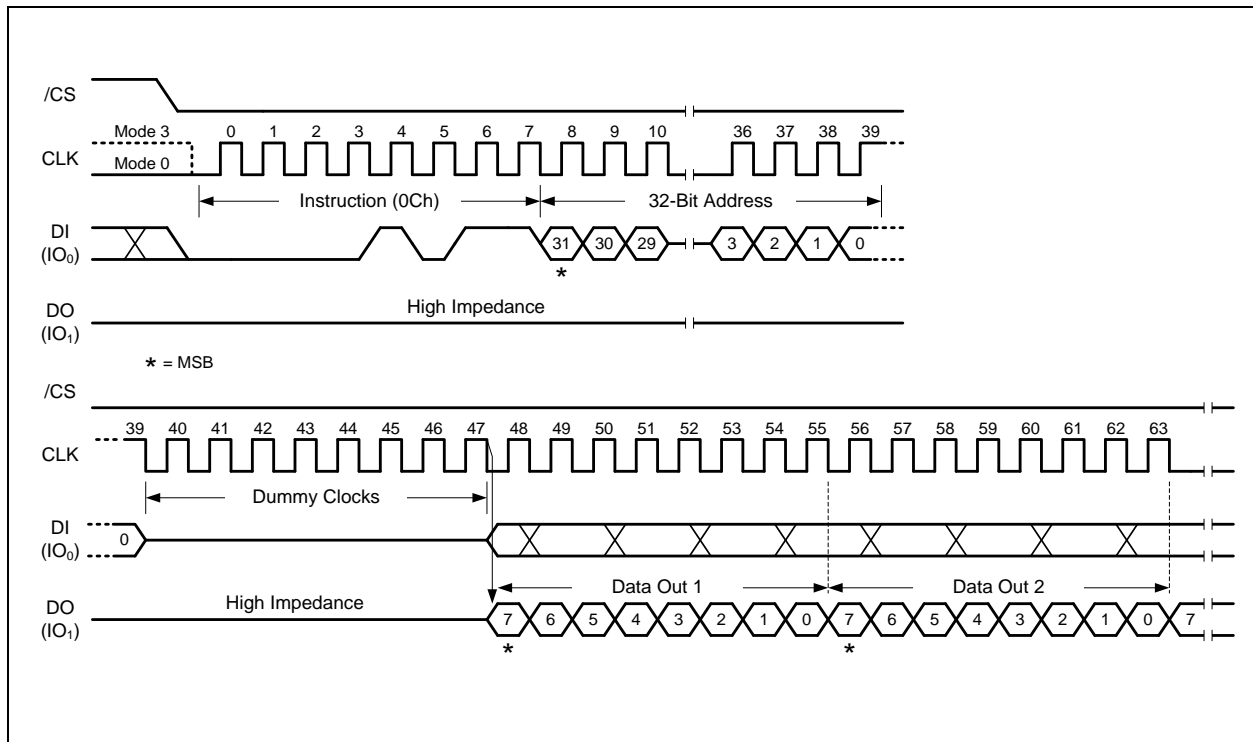 /CS
Mode 3 0 1 2 3 4 5 6 7 8 9 10 36 37 38 39
CLK
Mode 0
Instruction (0Ch) 32-Bit Address
DI
(IO₀)
31 30 29 3 2 1 0
*
High Impedance
DO
(IO₁)
* = MSB
/CS
39 40 41 42 43 44 45 46 47 48 49 50 51 52 53 54 55 56 57 58 59 60 61 62 63
CLK
Dummy Clocks
DI
(IO₀)
0
Data Out 1 Data Out 2
High Impedance
DO
(IO₁)
7 6 5 4 3 2 1 0 7 6 5 4 3 2 1 0 7
* *